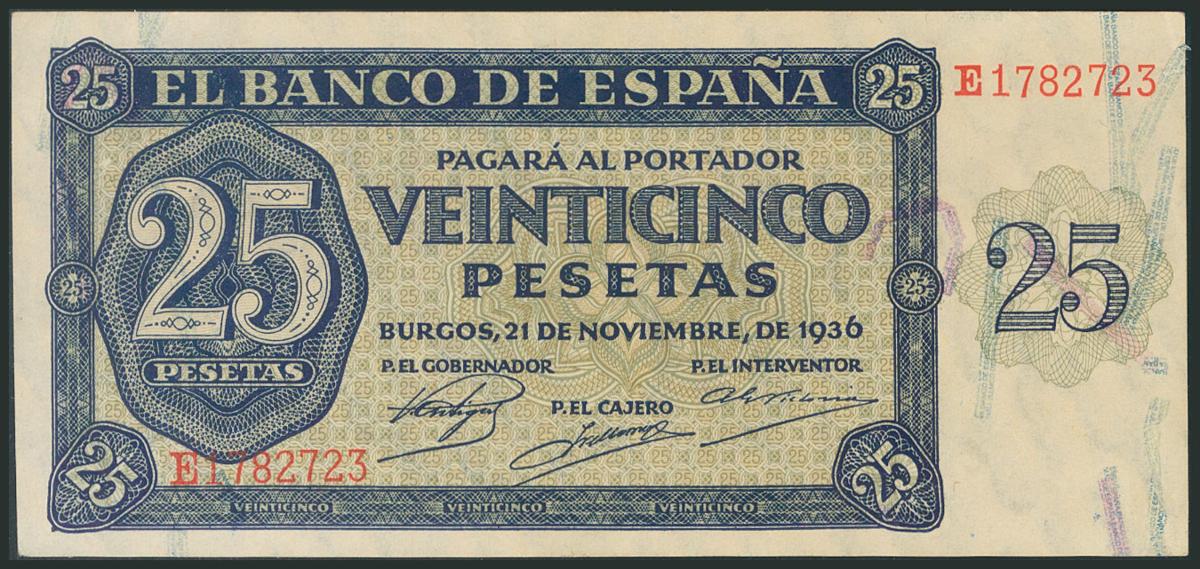 25 EL BANCO DE ESPAÑA 25
E1782723
PAGARÁ AL PORTADOR
VEINTICINCO
PESETAS
25
PESETAS
25
25
25
BURGOS, 21 DE NOVIEMBRE, DE 1936
P. EL GOBERNADOR
P. EL INTERVENTOR
P. EL CAJERO
E1782723
25
25
VEINTICINCO VEINTICINCO VEINTICINCO